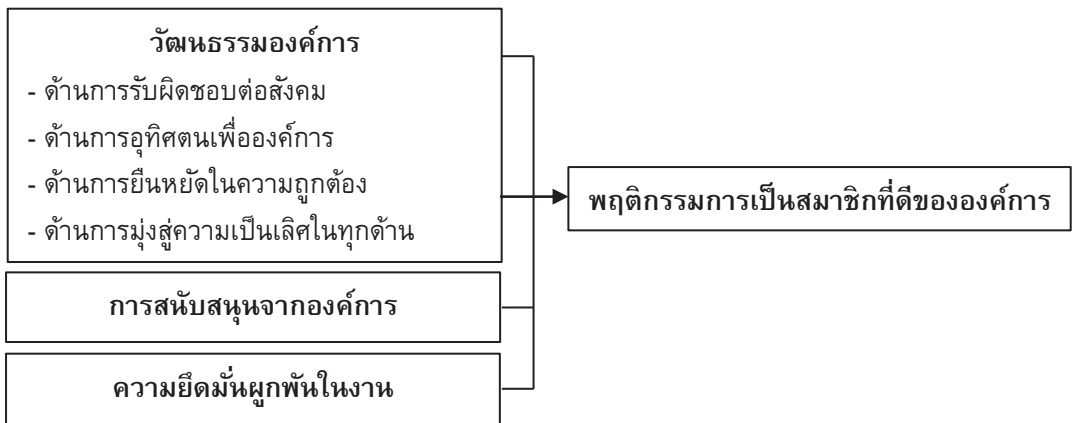 วัฒนธรรมองค์การ
- ด้านการรับผิดชอบต่อสังคม
- ด้านการอุทิศตนเพื่อองค์การ
- ด้านการยืนหยัดในความถูกต้อง
- ด้านการมุ่งสู่ความเป็นเลิศในทุกด้าน
พฤติกรรมการเป็นสมาชิกที่ดีขององค์การ
การสนับสนุนจากองค์การ
ความยึดมั่นผูกพันในงาน